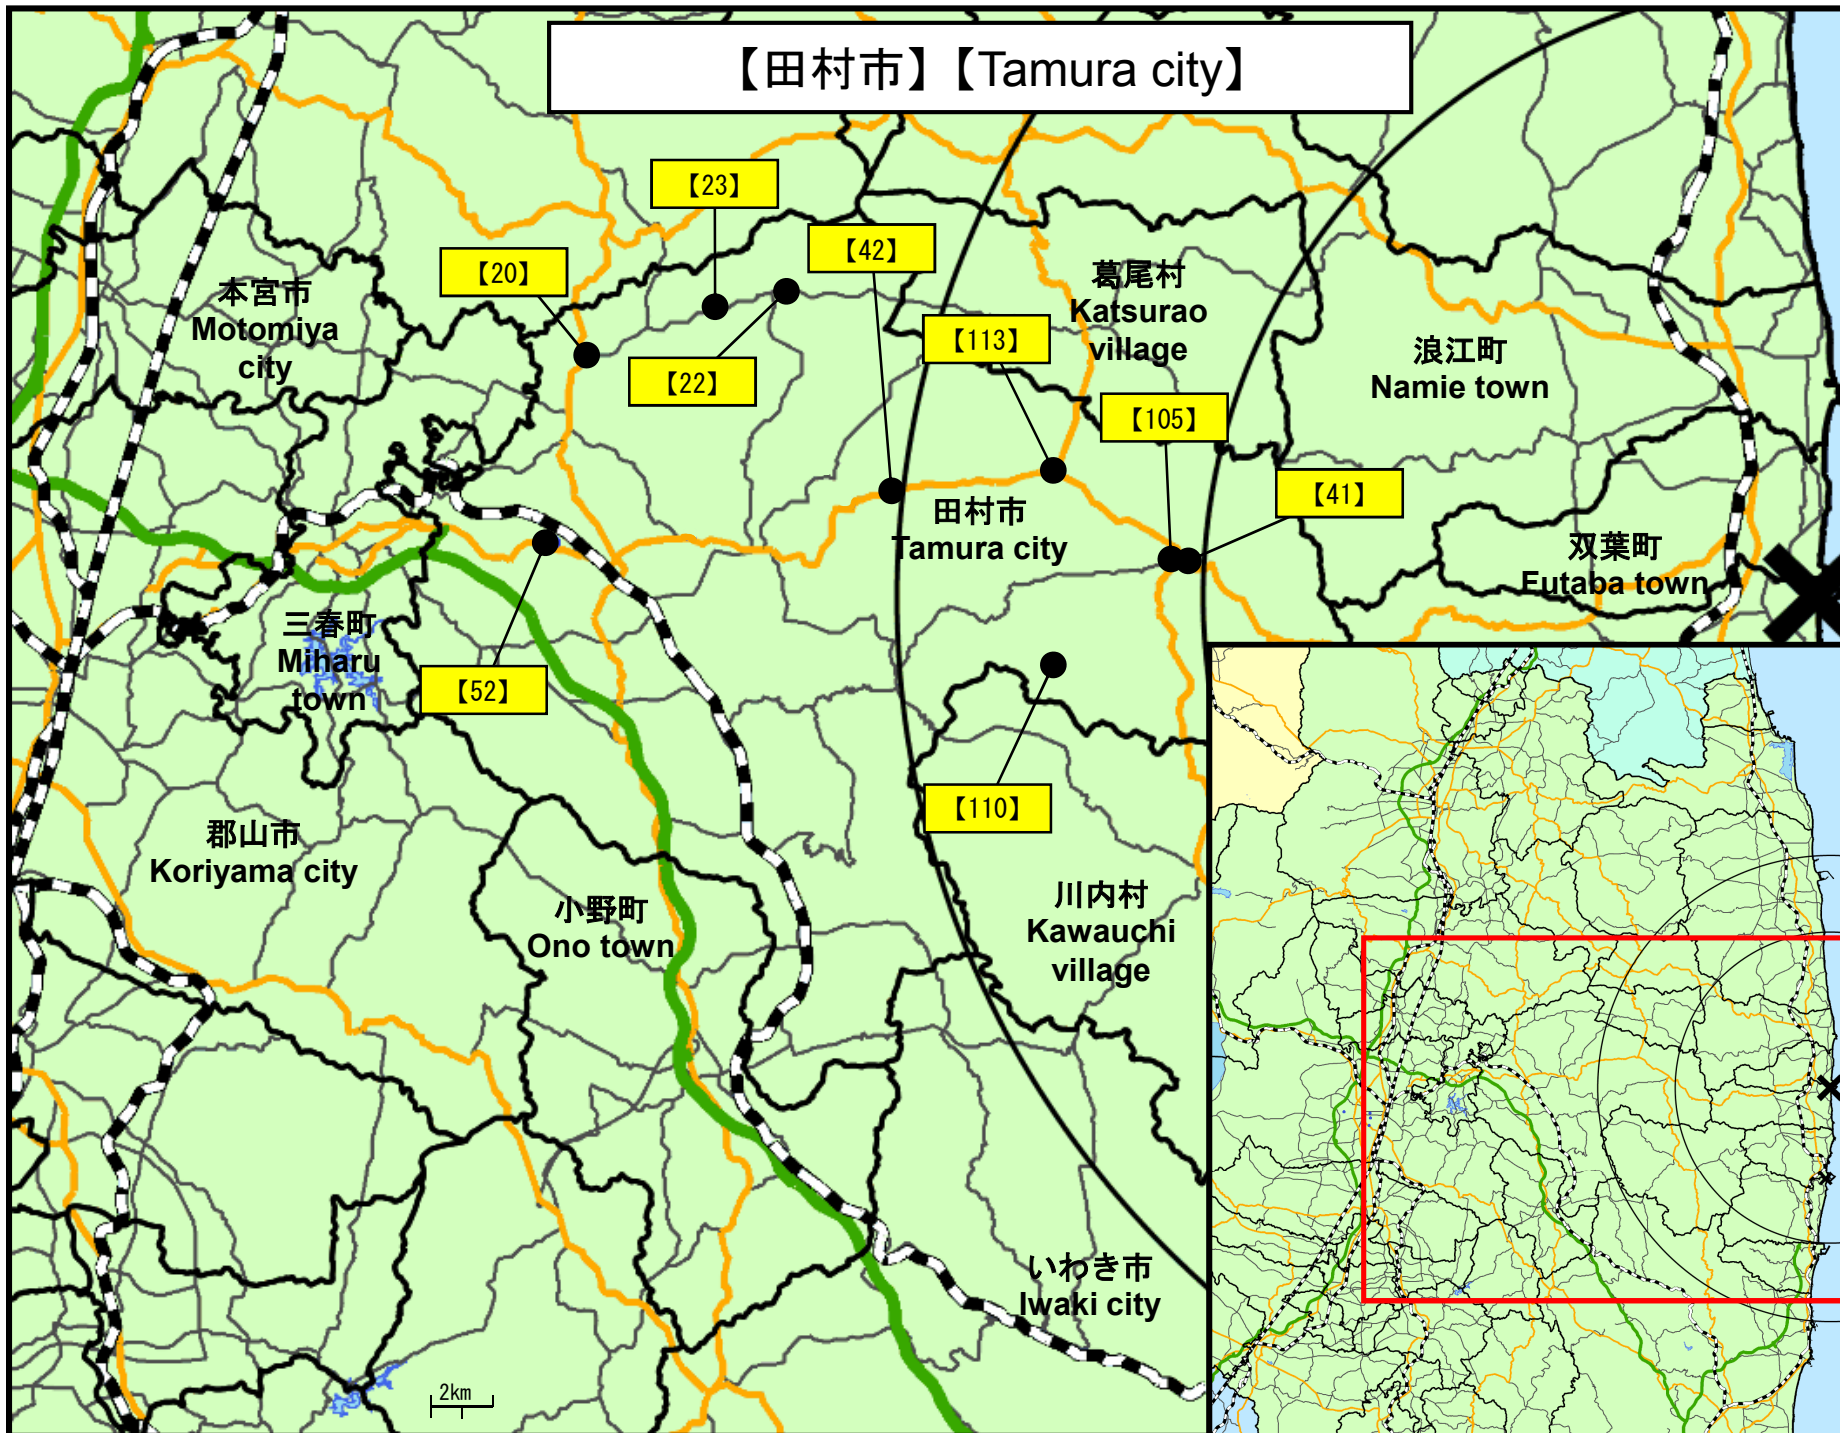 【田村市】【Tamura city】
【23】
【42】
【20】
葛尾村
Katsurao
village
本宮市
Motomiya
city
【113】
浪江町
Namie town
【22】
【105】
【41】
田村市
Tamura city
双葉町
Futaba town
三春町
Miharu
town
【52】
【110】
郡山市
Koriyama city
小野町
Ono town
川内村
Kawauchi
village
いわき市
Iwaki city
2km